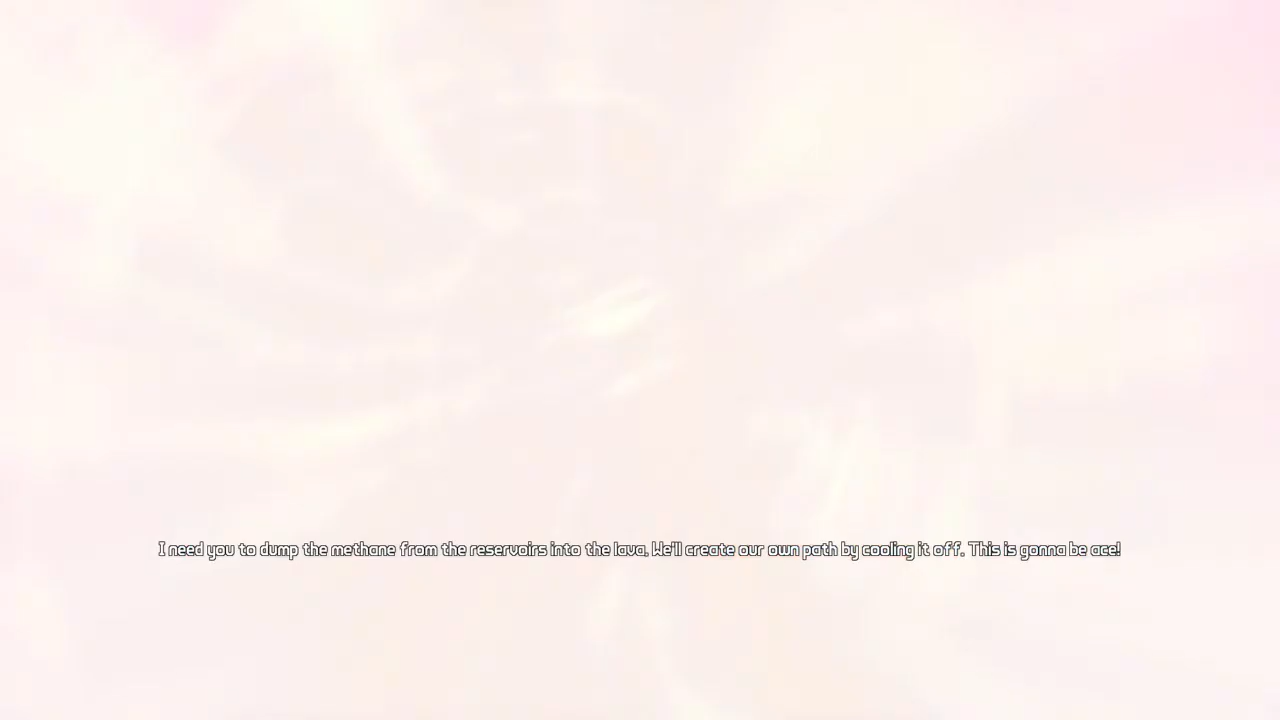 I need you to dump the methane from the reservoirs into the lava. We'll create our own path by cooling it off. This is gonna be ace!